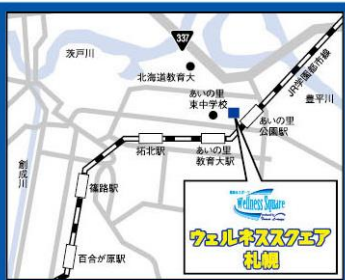 茨戸川
337
北海道教育大
あいの里
東中学校
JR学園都市線
豊平川
あいの里
公園駅
拓北駅
あいの里
教育大駅
創成川
篠路駅
百合が原駅
Wellness Square
ウェルネススクエア
札幌